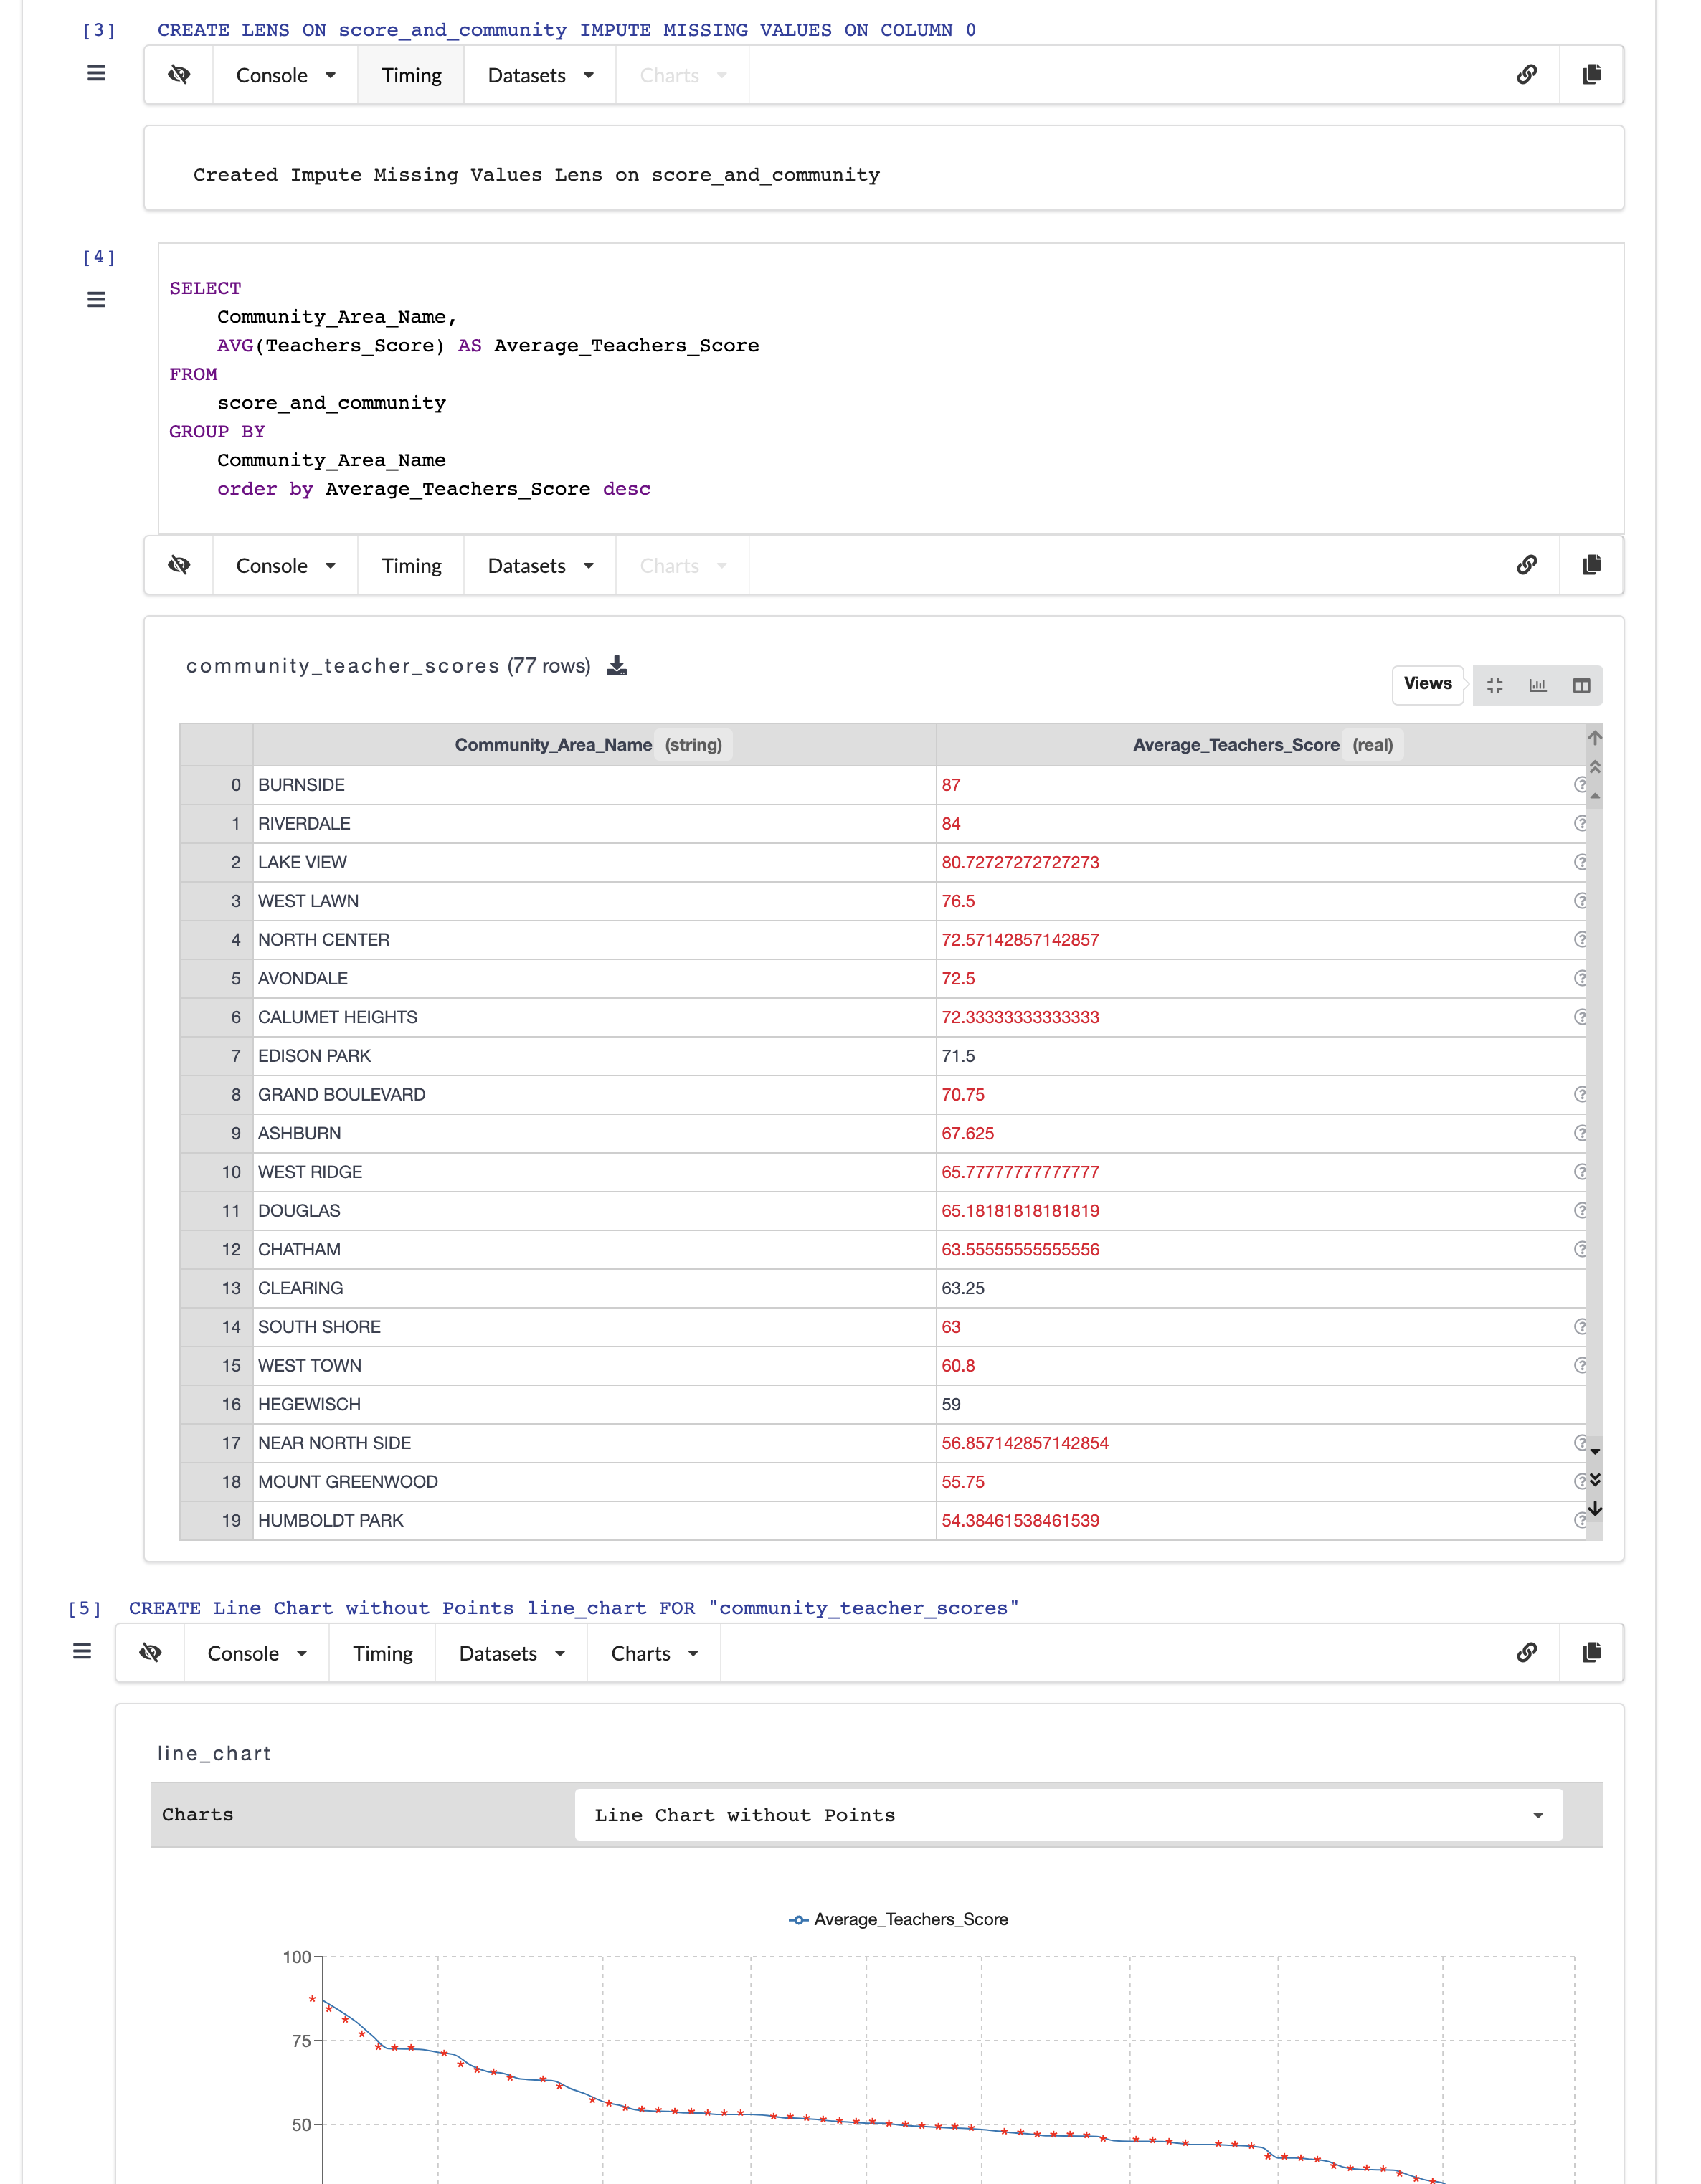 [3] CREATE LENS ON score_and_community IMPUTE MISSING VALUES ON COLUMN 0
Console Timing Datasets Charts
Created Impute Missing Values Lens on score_and_community
[4]
SELECT
Community_Area_Name,
AVG(Teachers_Score) AS Average_Teachers_Score
FROM
score_and_community
GROUP BY
Community_Area_Name
order by Average_Teachers_Score desc
Console Timing Datasets Charts
community_teacher_scores (77 rows)
Views
Community_Area_Name (string) Average_Teachers_Score (real)
0 BURNSIDE 87 ?
1 RIVERDALE 84 ?
2 LAKE VIEW 80.72727272727273 ?
3 WEST LAWN 76.5 ?
4 NORTH CENTER 72.57142857142857 ?
5 AVONDALE 72.5 ?
6 CALUMET HEIGHTS 72.33333333333333 ?
7 EDISON PARK 71.5
8 GRAND BOULEVARD 70.75 ?
9 ASHBURN 67.625 ?
10 WEST RIDGE 65.77777777777777 ?
11 DOUGLAS 65.18181818181819 ?
12 CHATHAM 63.55555555555556 ?
13 CLEARING 63.25
14 SOUTH SHORE 63 ?
15 WEST TOWN 60.8 ?
16 HEGEWISCH 59
17 NEAR NORTH SIDE 56.857142857142854 ?
18 MOUNT GREENWOOD 55.75 ?
19 HUMBOLDT PARK 54.38461538461539 ?
[5] CREATE Line Chart without Points line_chart FOR "community_teacher_scores"
Console Timing Datasets Charts
line_chart
Charts Line Chart without Points
Average_Teachers_Score
100
75
50